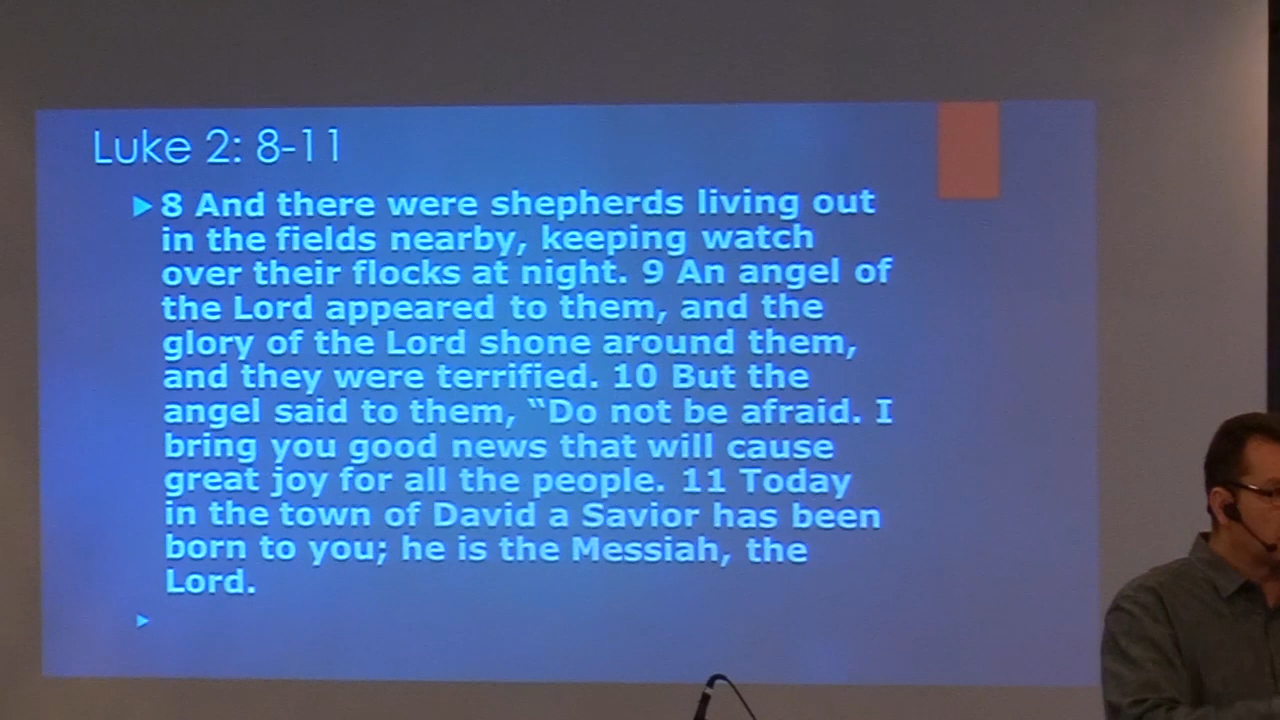 Luke 2: 8-11
8 And there were shepherds living out
in the fields nearby, keeping watch
over their flocks at night. 9 An angel of
the Lord appeared to them, and the
glory of the Lord shone around them,
and they were terrified. 10 But the
angel said to them, “Do not be afraid. I
bring you good news that will cause
great joy for all the people. 11 Today
in the town of David a Savior has been
born to you; he is the Messiah, the
Lord.